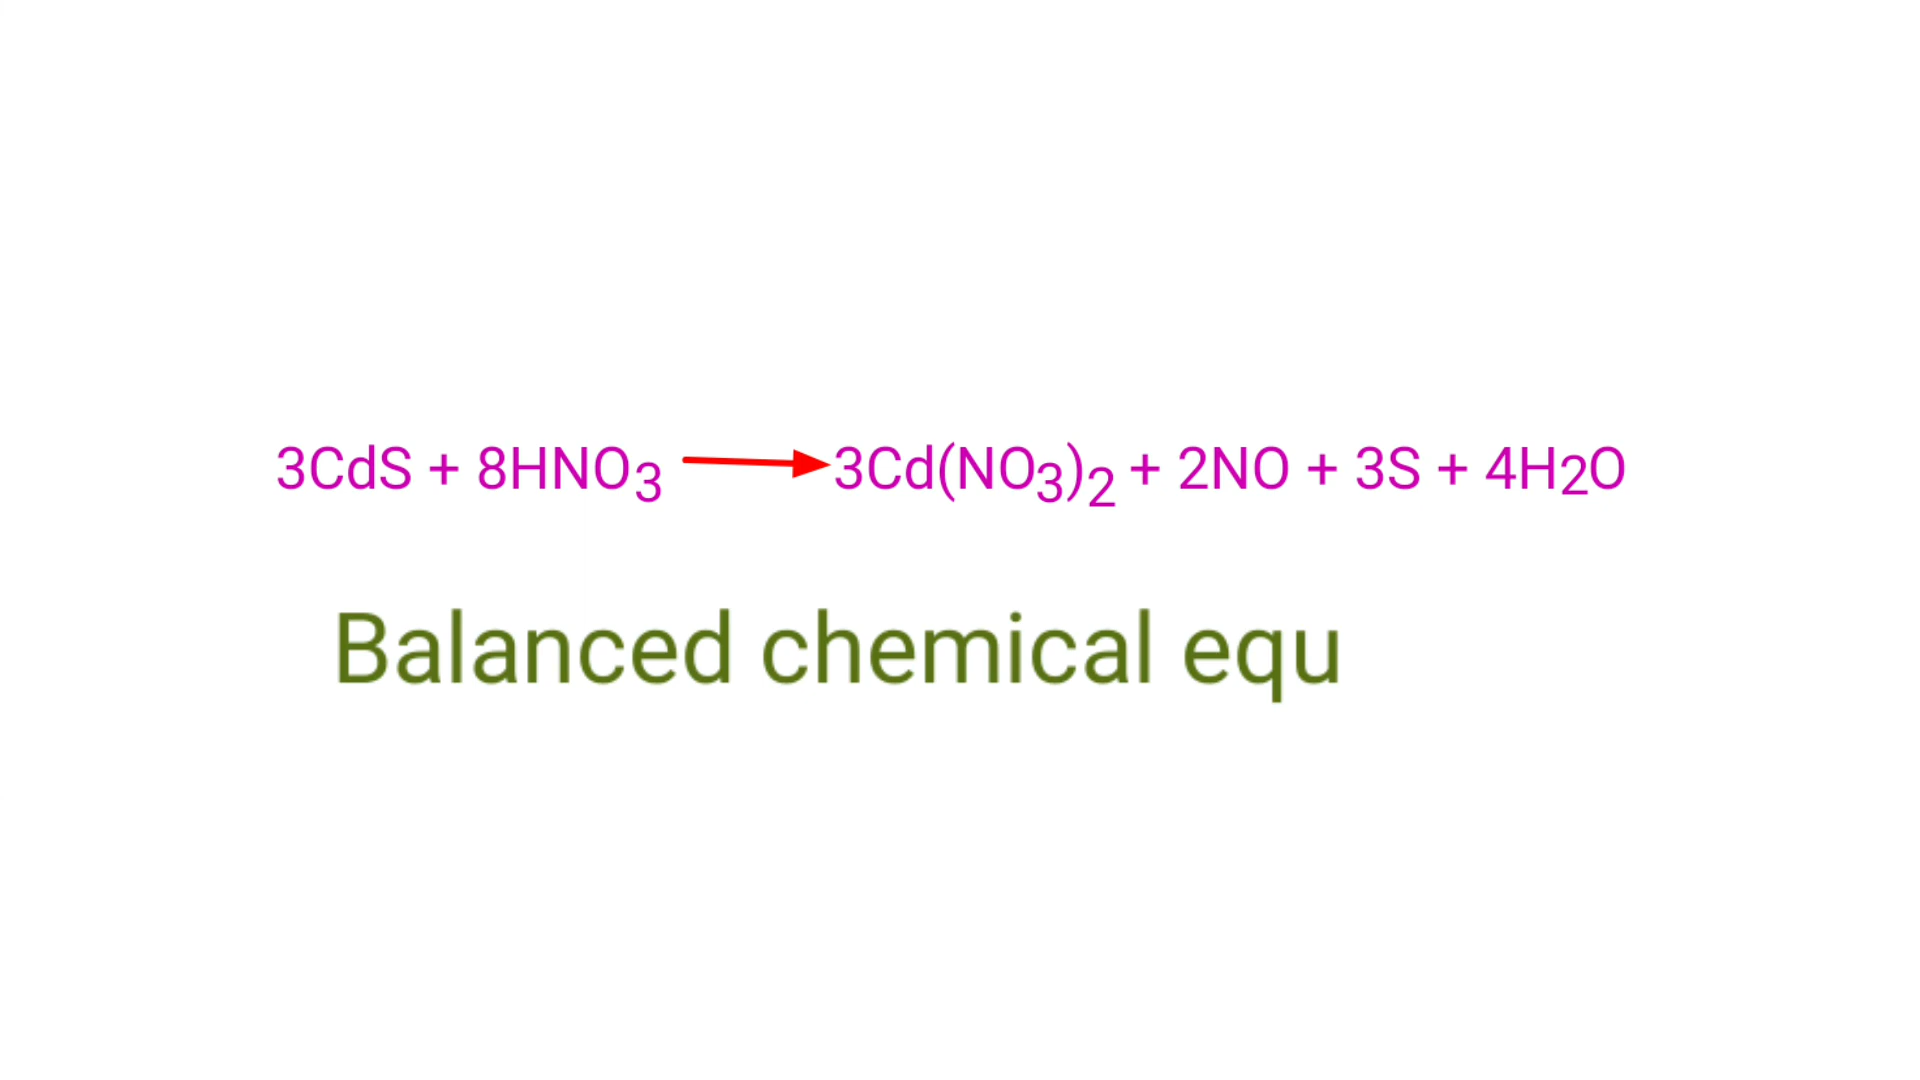 3CdS + 8HNO3 → 3Cd(NO3)2 + 2NO + 3S + 4H2O
Balanced chemical equ